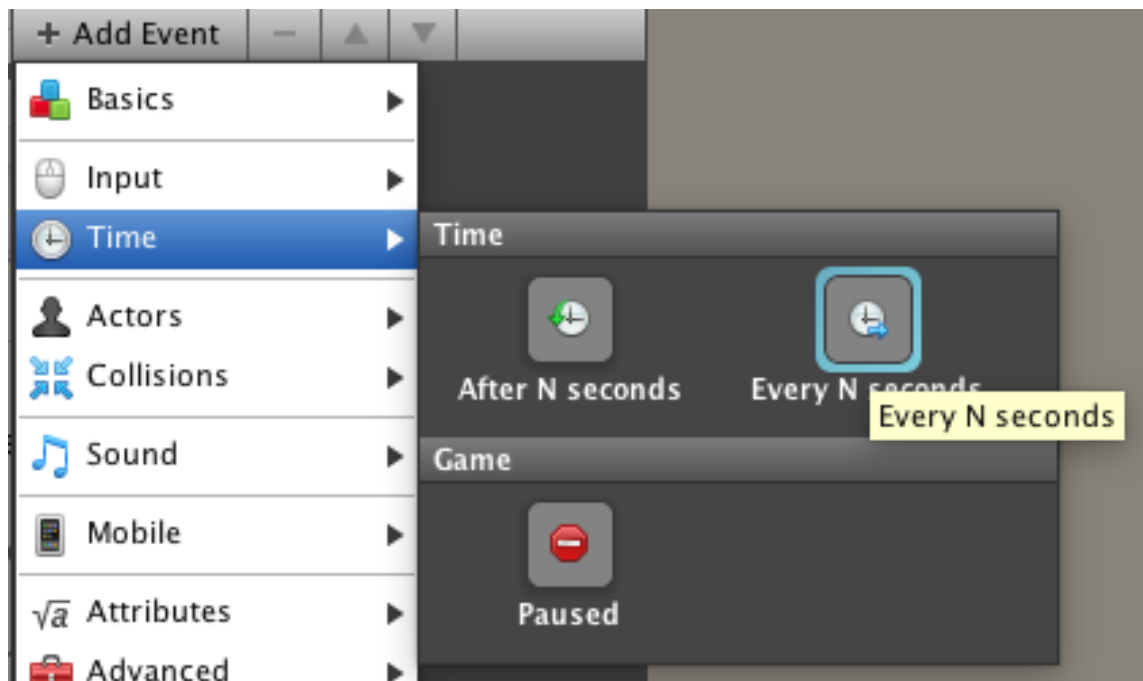 + Add Event
Basics
Input
Time
Actors
Collisions
Sound
Mobile
√a Attributes
Advanced
Time
After N seconds
Every N seconds
Every N seconds
Game
Paused